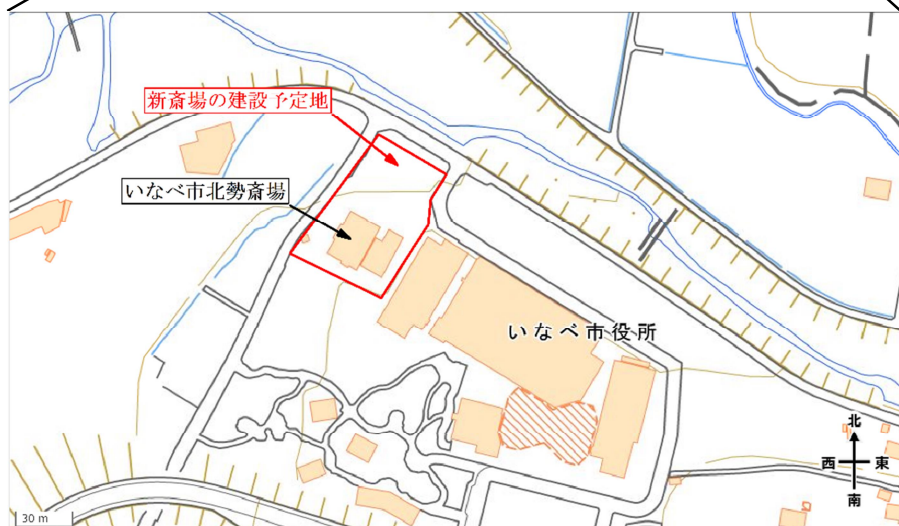 新斎場の建設予定地
いなべ市北勢斎場
いなべ市役所
北
西 東
南
30 m